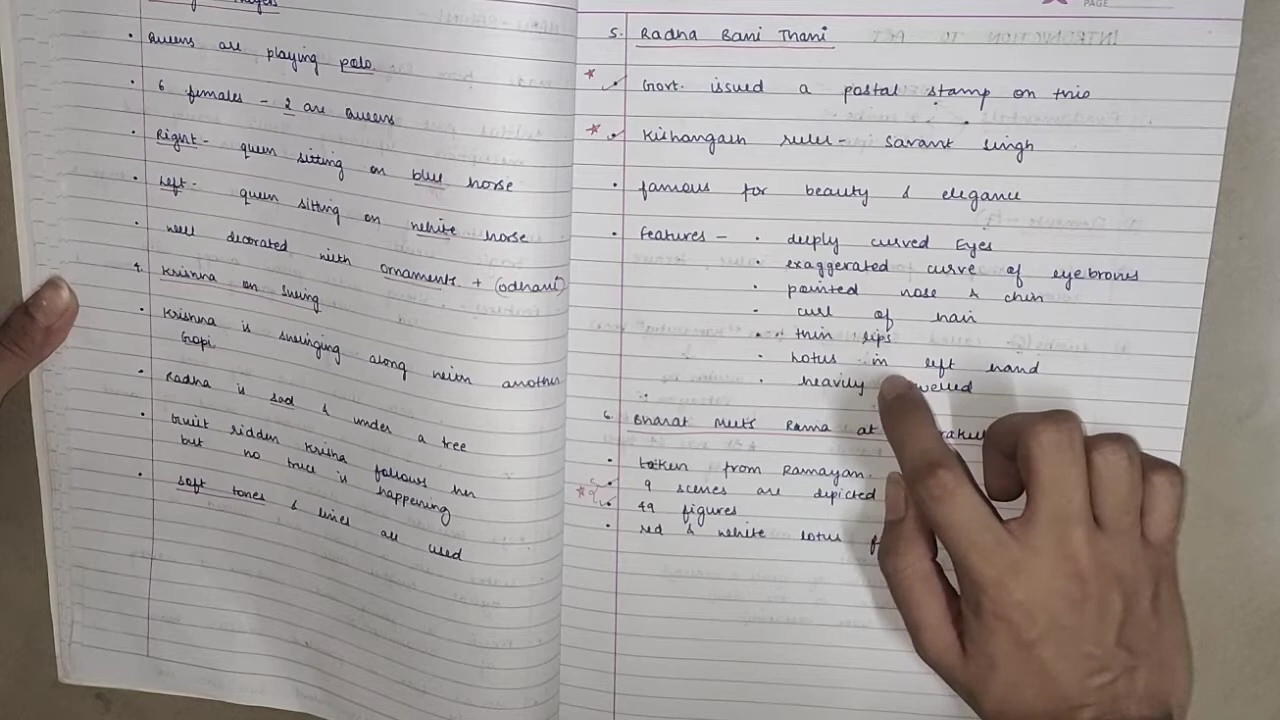 • Queens are playing polo.
• 6 females - 2 are Queens
• Right - queen sitting on blue horse
• Left - queen sitting on white horse
• well decorated with ornaments + (odhani)
4. Krishna on swing
• Krishna is swinging along with another
Gopi
• Radha is sad & under a tree
• Guilt ridden Krisha follows her
but no truce is happening
• soft tones & lines are used
PAGE
5. Radha Bani Thani
Govt. issued a postal stamp on this
Kishangarh ruler - Savant Singh
• famous for beauty & elegance
• Features - • deeply curved Eyes
• exaggerated curve of eyebrows
• pointed nose & chin
• curl of hair
• thin lips
• Lotus in left hand
• heavily
6. Bharat Meets Rama at
• taken from Ramayan.
9 scenes are depicted
49 figures
• red & white lotus